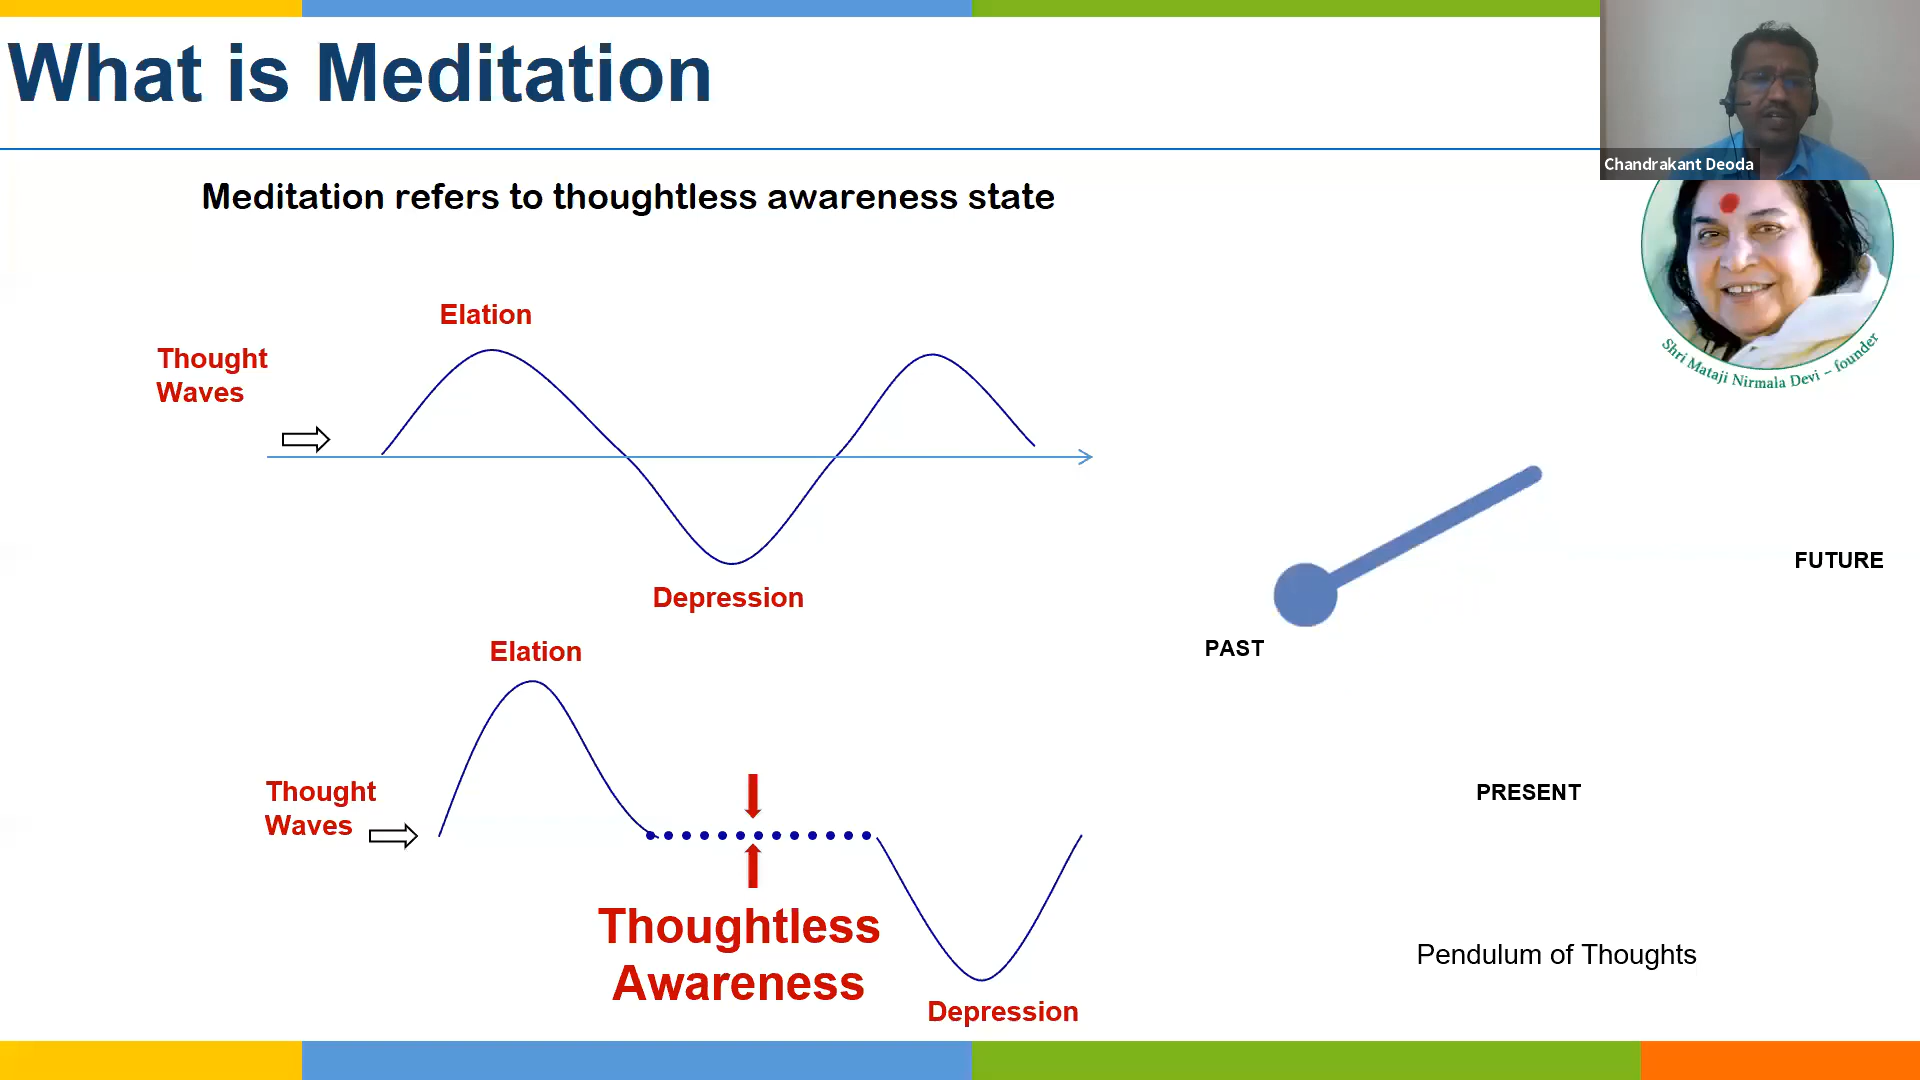 What is Meditation
Chandrakant Deoda
Meditation refers to thoughtless awareness state
Shri Mataji Nirmala Devi – founder
Elation
Thought
Waves
Depression
FUTURE
PAST
Elation
Thought
Waves
PRESENT
Thoughtless
Awareness
Depression
Pendulum of Thoughts